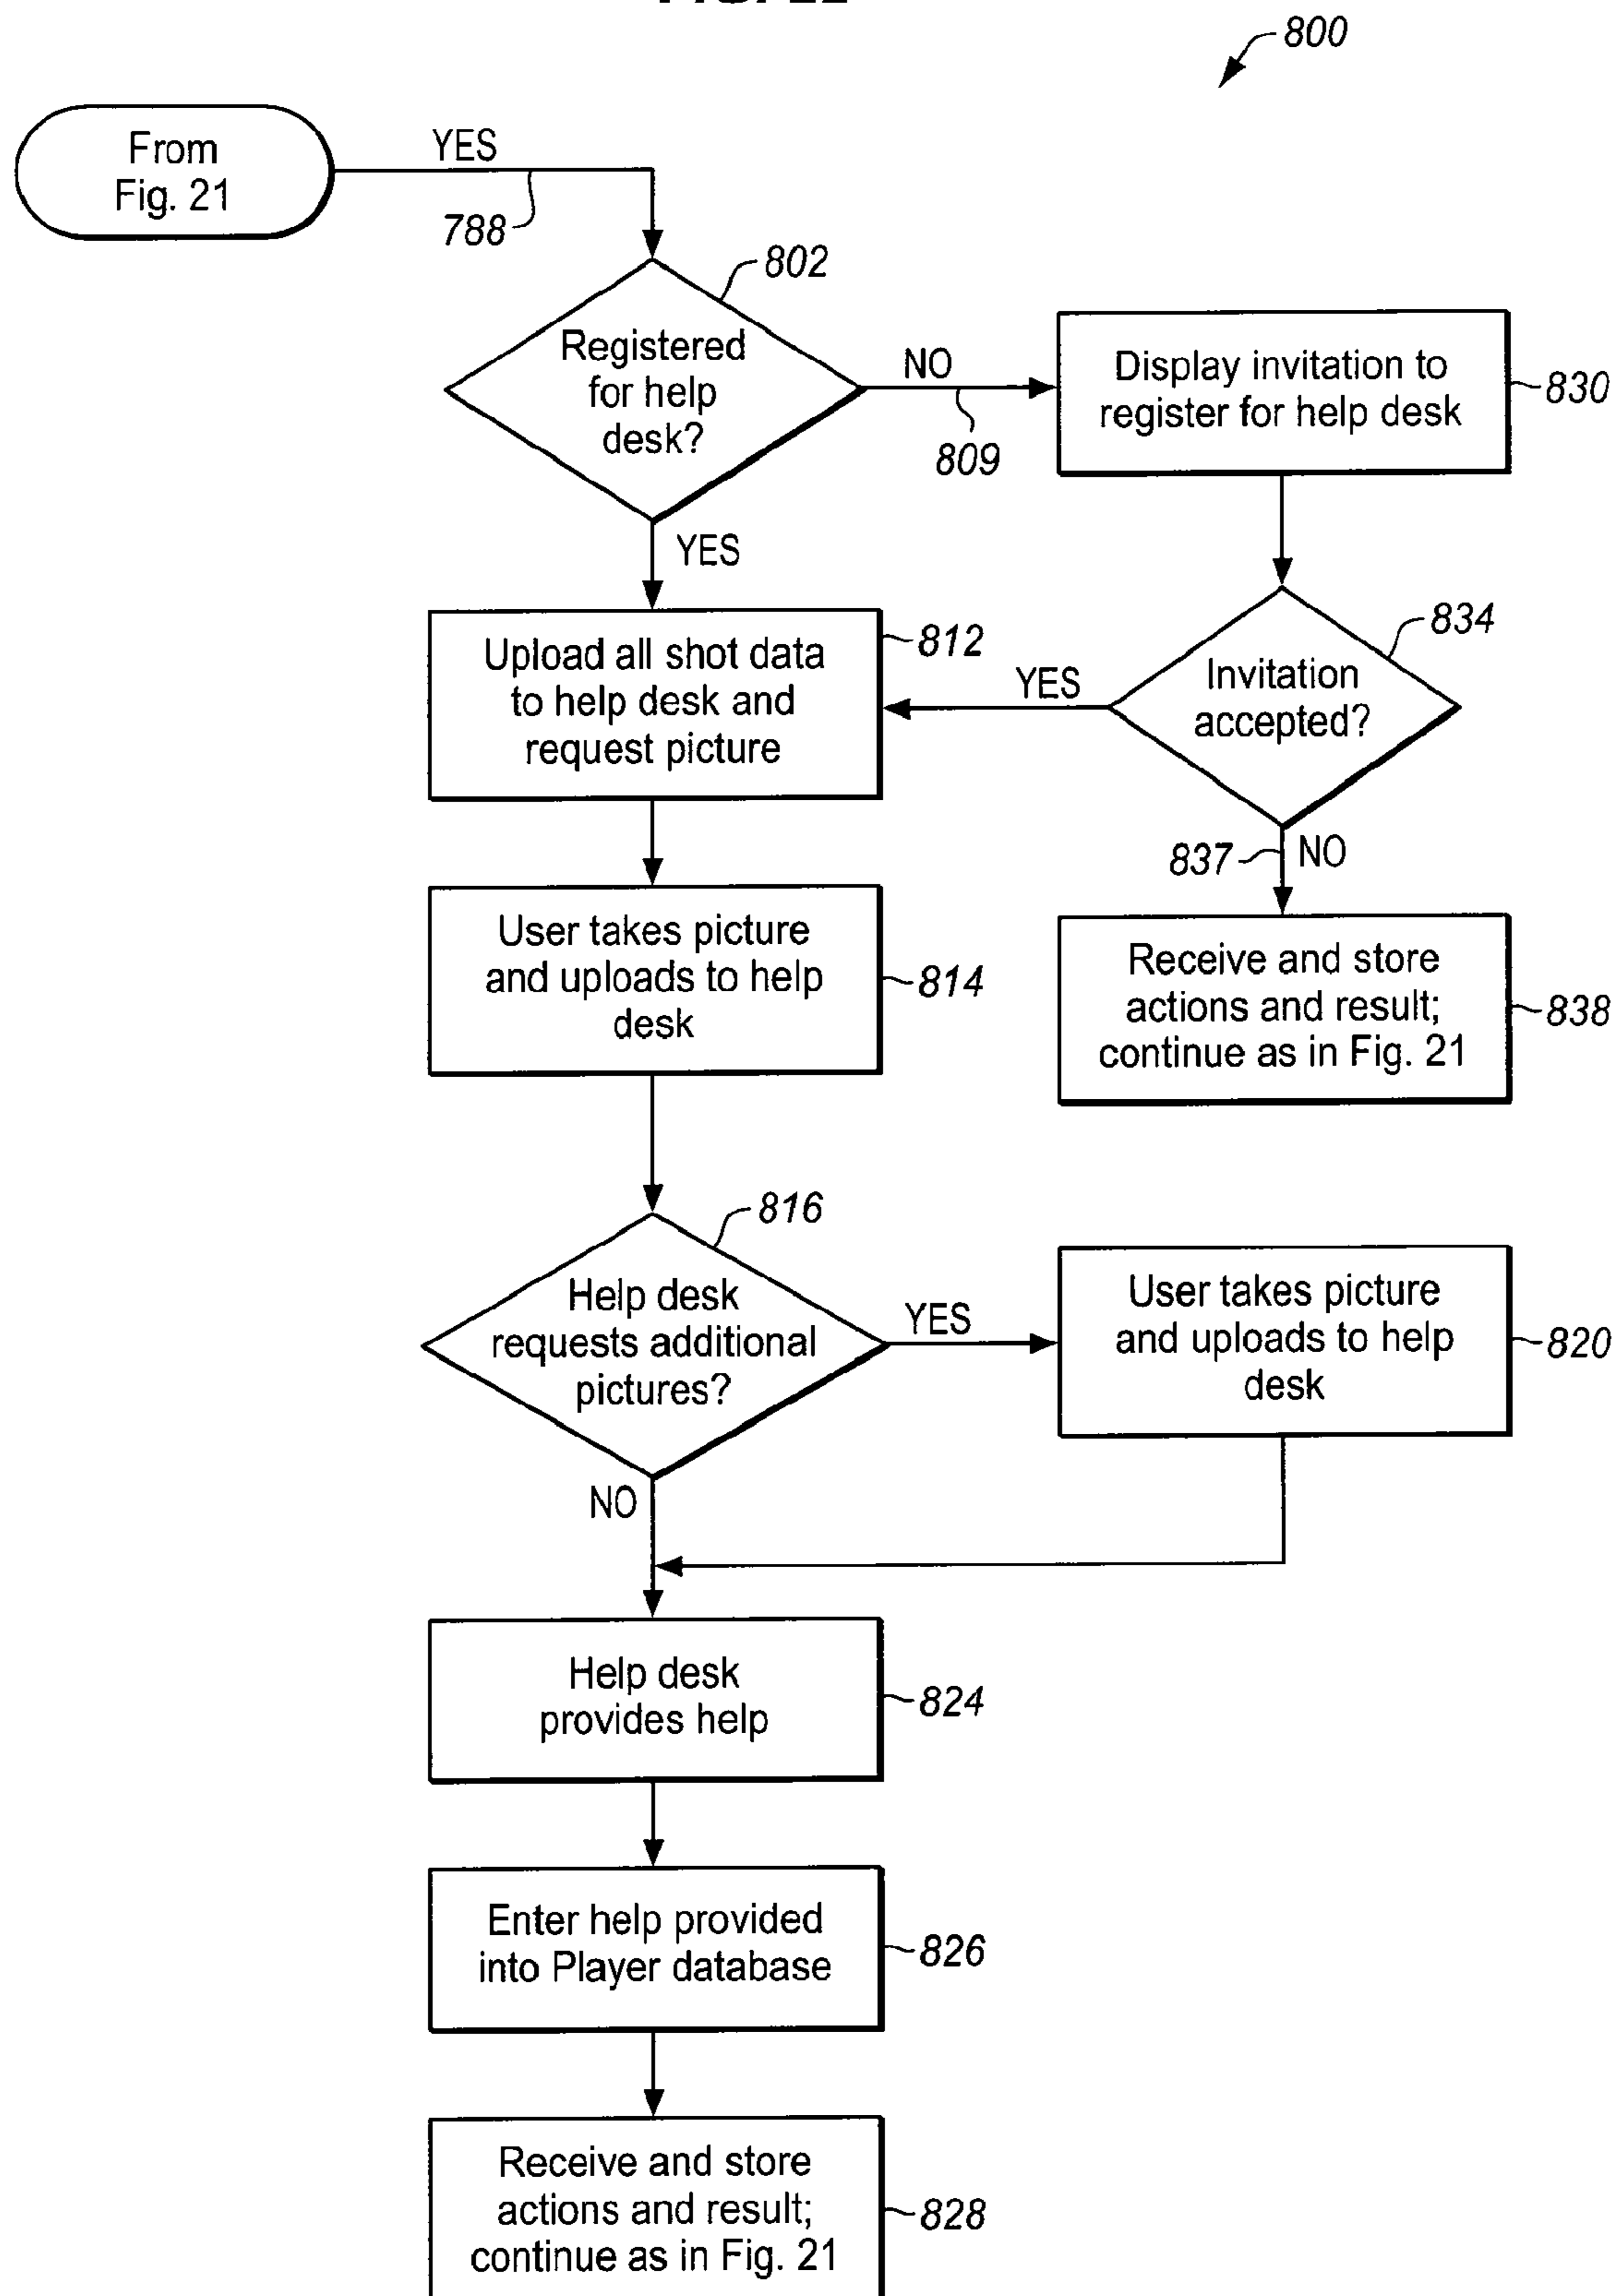 800
From
Fig. 21
YES
788
802
Registered
for help
desk?
NO
809
Display invitation to
register for help desk
830
YES
812
Upload all shot data
to help desk and
request picture
YES
834
Invitation
accepted?
837
NO
User takes picture
and uploads to help
desk
814
Receive and store
actions and result;
continue as in Fig. 21
838
816
Help desk
requests additional
pictures?
YES
User takes picture
and uploads to help
desk
820
NO
Help desk
provides help
824
Enter help provided
into Player database
826
Receive and store
actions and result;
continue as in Fig. 21
828